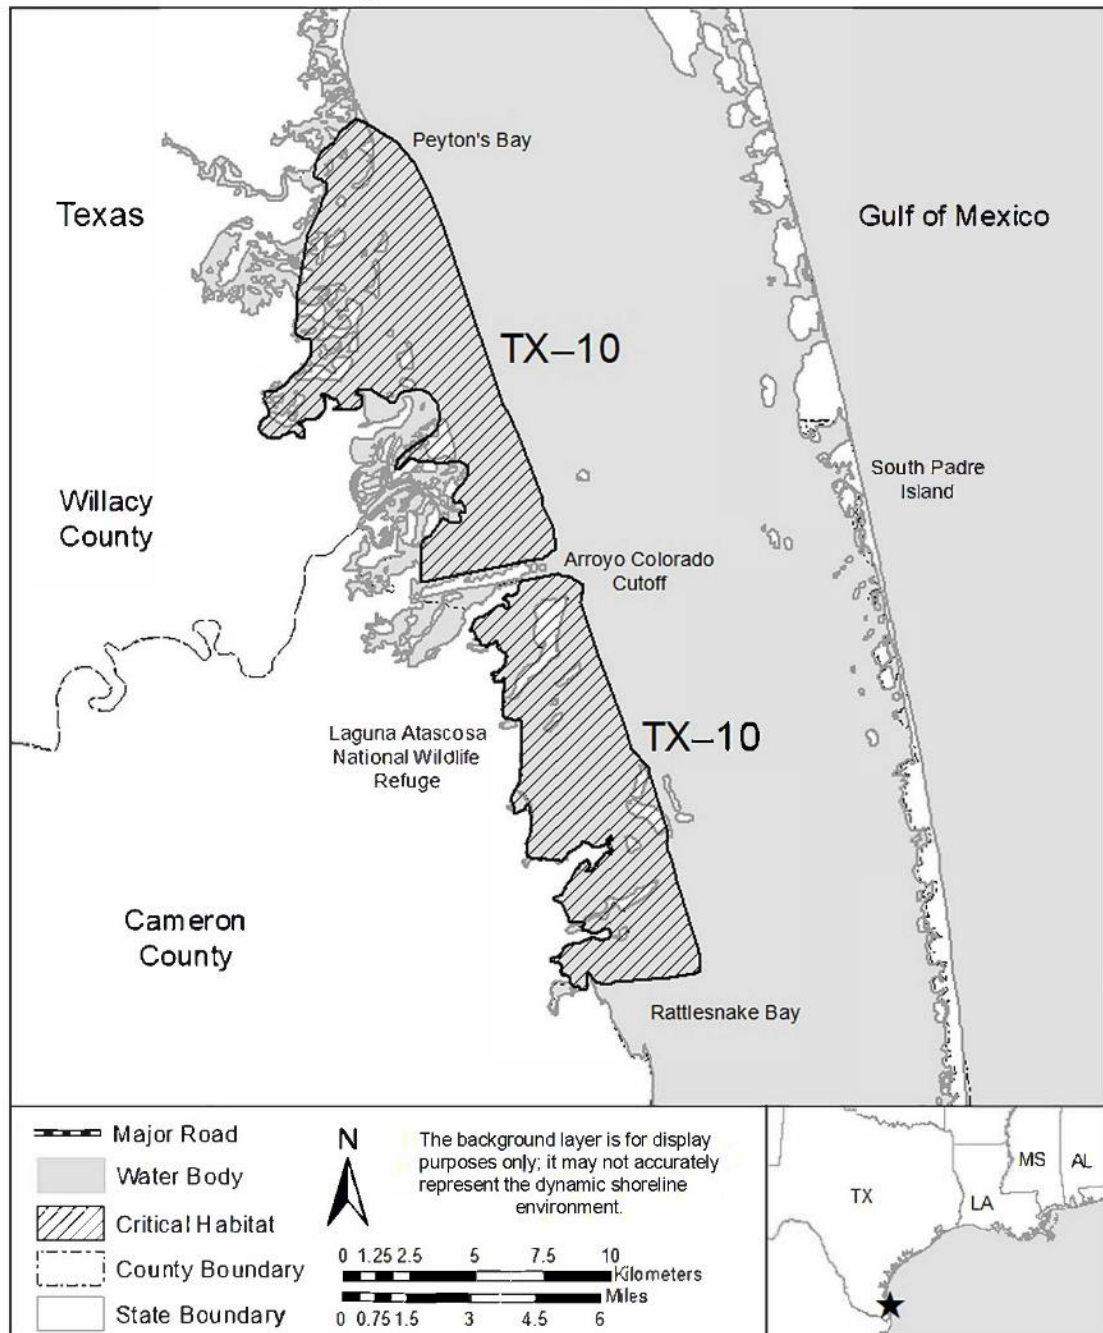 Peyton's Bay
Texas
Gulf of Mexico
TX–10
South Padre
Island
Willacy
County
Arroyo Colorado
Cutoff
TX–10
Laguna Atascosa
National Wildlife
Refuge
Cameron
County
Rattlesnake Bay
Major Road
Water Body
Critical Habitat
County Boundary
State Boundary
N
The background layer is for display
purposes only; it may not accurately
represent the dynamic shoreline
environment.
0 1.25 2.5 5 7.5 10
Kilometers
Miles
0 0.75 1.5 3 4.5 6
TX
LA
MS
AL